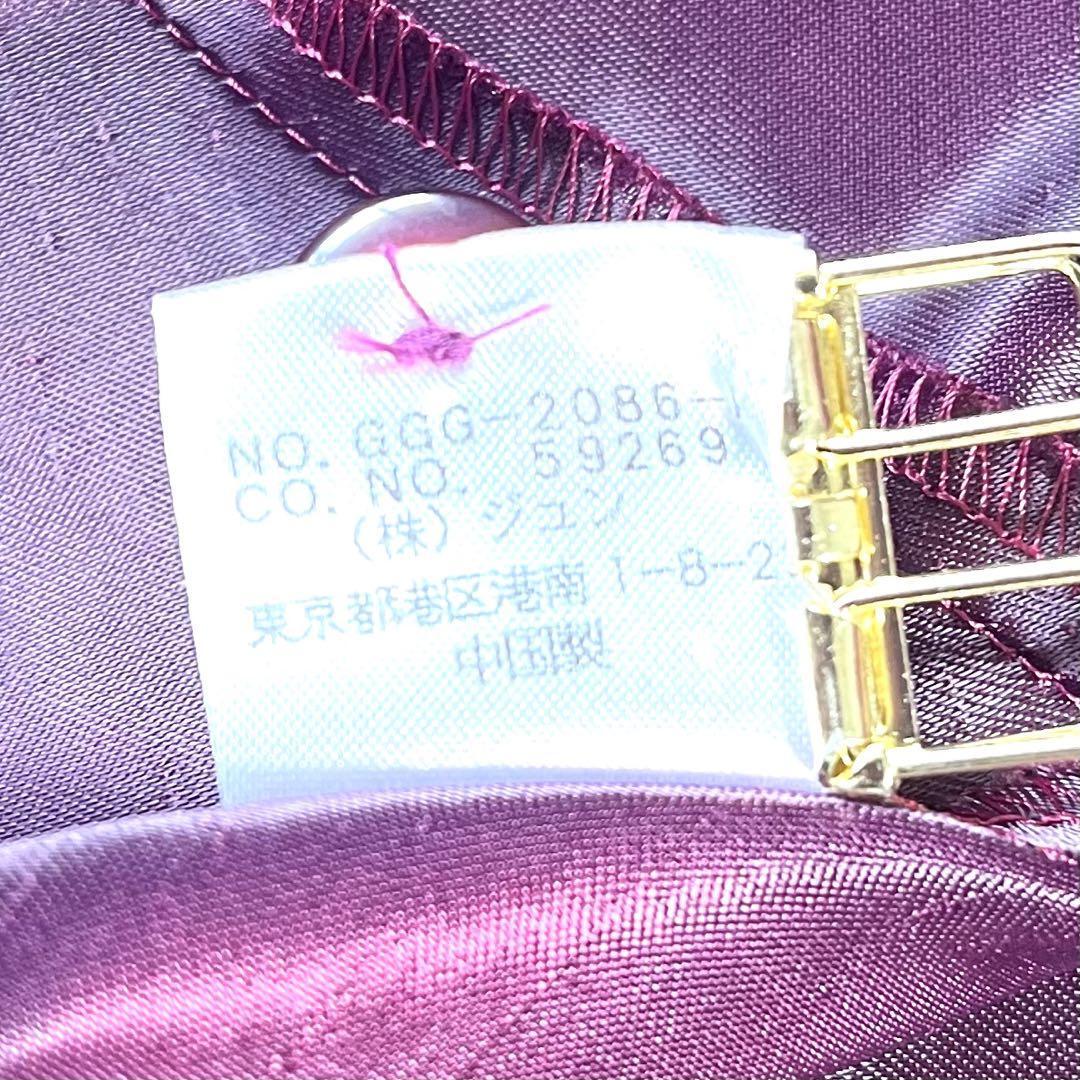 NO. GGG-2086-
CO. NO. 59269
(株) ジュン
東京都港区港南 1-8-2
中国製